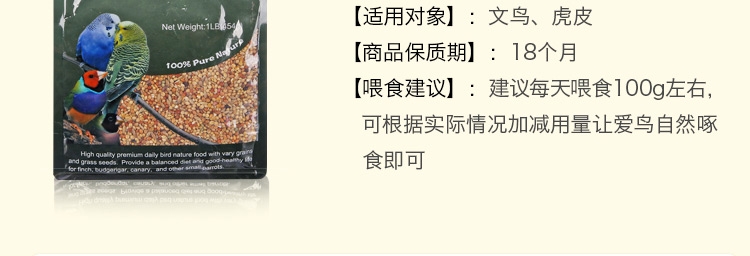 Net Weight:1LB/454
100% Pure Nature
High quality premium daily bird nature food with vary grains
and grass seeds. Provide a balanced diet and good-healthy life
for finch, budgerigar, canary, and other small parrots.
【适用对象】：文鸟、虎皮
【商品保质期】：18个月
【喂食建议】：建议每天喂食100g左右，
可根据实际情况加减用量让爱鸟自然啄
食即可